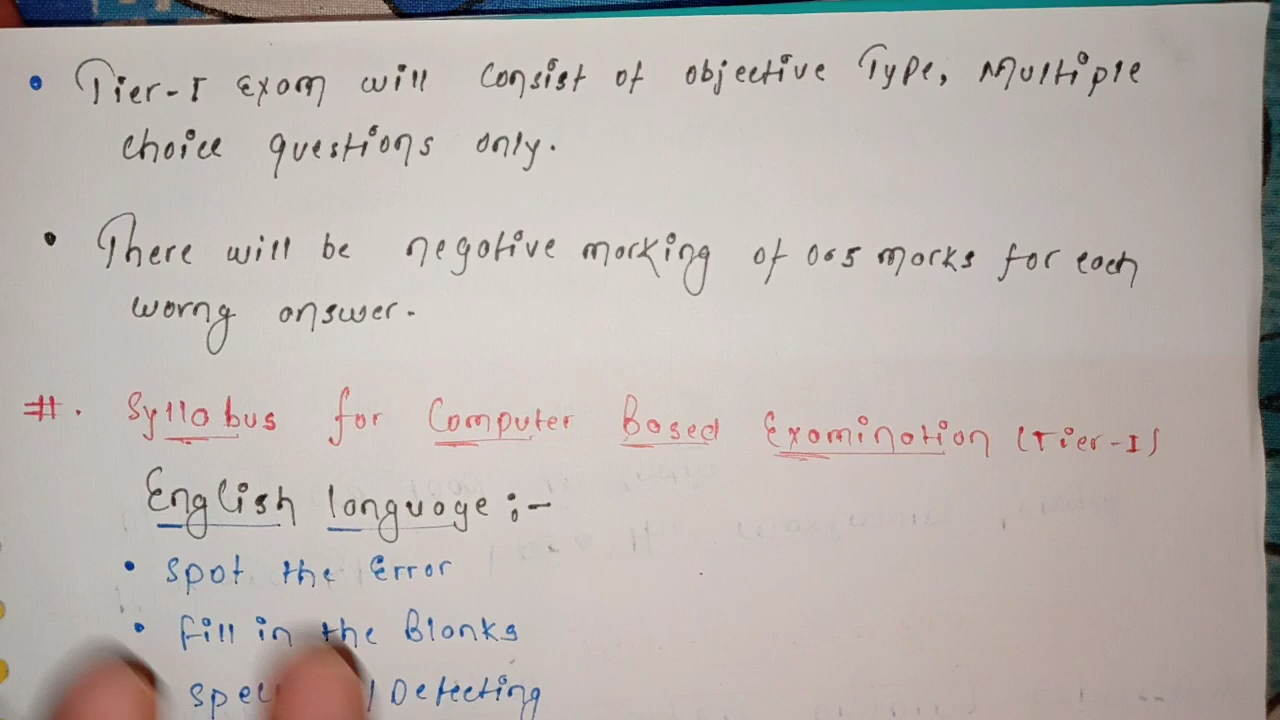 • Tier-I Exam will Consist of objective Type, Multiple
choice questions only.
• There will be negative marking of 0.5 marks for each
worng answer.
#. Syllabus for Computer Based Examination (Tier-I)
English language :-
• Spot the Error
• Fill in the Blanks
Detecting